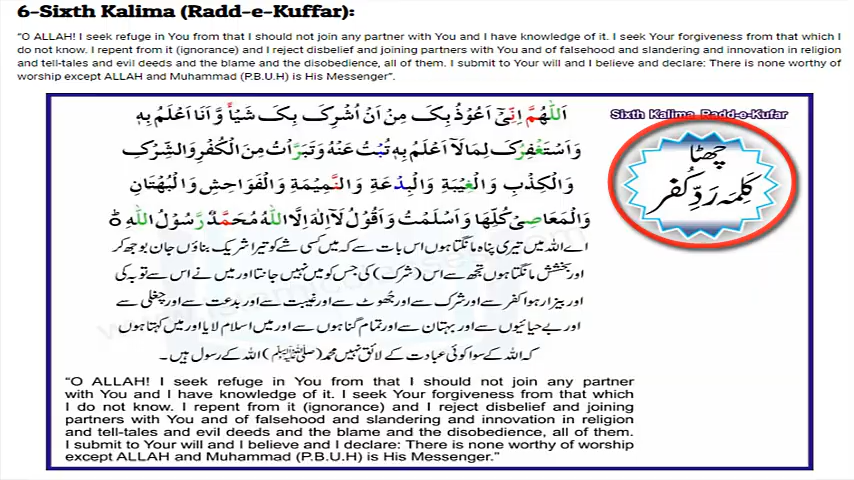 6-Sixth Kalima (Radd-e-Kuffar):
"O ALLAH! I seek refuge in You from that I should not join any partner with You and I have knowledge of it. I seek Your forgiveness from that which I
do not know. I repent from it (ignorance) and I reject disbelief and joining partners with You and of falsehood and slandering and innovation in religion
and tell-tales and evil deeds and the blame and the disobedience, all of them. I submit to Your will and I believe and declare: There is none worthy of
worship except ALLAH and Muhammad (P.B.U.H) is His Messenger".
Sixth Kalima Radd-e-Kufar
چھٹا
کلمہ رَدِّ کُفر
اَللّٰهُمَّ اِنِّیْۤ اَعُوْذُ بِکَ مِنْ اَنْ اُشْرِکَ بِکَ شَیْاً وَّ اَنَا اَعْلَمُ بِهٖ
وَ اَسْتَغْفِرُکَ لِمَا لَاۤ اَعْلَمُ بِهٖ تُبْتُ عَنْهُ وَ تَبَرَّاْتُ مِنَ الْکُفْرِ وَ الشِّرْکِ
وَ الْکِذْبِ وَ الْغِیْبَةِ وَ الْبِدْعَةِ وَ النَّمِیْمَةِ وَ الْفَوَاحِشِ وَ الْبُهْتَانِ
وَ الْمَعَاصِیْ کُلِّهَا وَ اَسْلَمْتُ وَ اَقُوْلُ لَاۤ اِلٰهَ اِلَّا اللّٰهُ مُحَمَّدٌ رَّسُوْلُ اللّٰهِ ؕ
اے اللہ میں تیری پناہ مانگتا ہوں اس بات سے کہ میں کسی شے کو تیرا شریک بناؤں جان بوجھ کر
اور بخشش مانگتا ہوں تجھ سے اس (شرک) کی جس کو میں نہیں جانتا اور میں نے اس سے توبہ کی
اور بیزار ہوا کفر سے اور شرک سے اور جھوٹ سے اور غیبت سے اور بدعت سے اور چغلی سے
اور بے حیائیوں سے اور بہتان سے اور تمام گناہوں سے اور میں اسلام لایا اور میں کہتا ہوں
کہ اللہ کے سوا کوئی عبادت کے لائق نہیں محمد (ﷺ) اللہ کے رسول ہیں ۔
"O ALLAH! I seek refuge in You from that I should not join any partner
with You and I have knowledge of it. I seek Your forgiveness from that which
I do not know. I repent from it (ignorance) and I reject disbelief and joining
partners with You and of falsehood and slandering and innovation in religion
and tell-tales and evil deeds and the blame and the disobedience, all of them.
I submit to Your will and I believe and I declare: There is none worthy of worship
except ALLAH and Muhammad (P.B.U.H) is His Messenger."